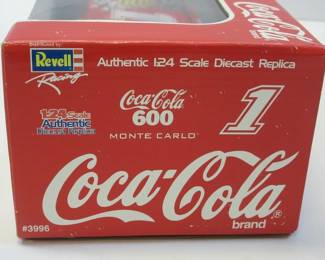 Distributed by
Revell
Racing
Authentic 1:24 Scale Diecast Replica
1:24 Scale
Authentic
Diecast Replica
Coca-Cola
600
MONTE CARLO
1
Coca-Cola®
brand
#3996